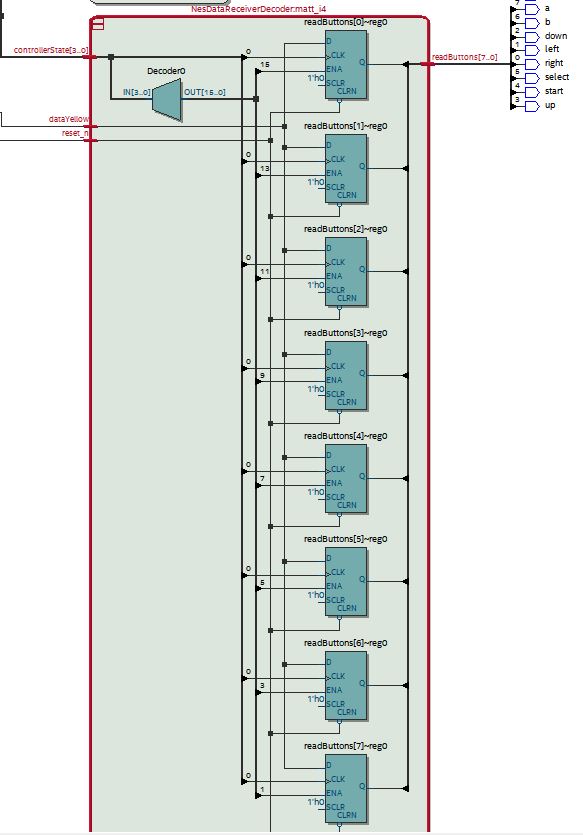 NesDataReceiverDecoder:matt_i4
controllerState[3..0]
dataYellow
reset_n
Decoder0
IN[3..0]
OUT[15..0]
readButtons[0]~reg0
0
15
1'h0
D
CLK
ENA
SCLR
CLRN
Q
readButtons[1]~reg0
0
13
1'h0
D
CLK
ENA
SCLR
CLRN
Q
readButtons[2]~reg0
0
11
1'h0
D
CLK
ENA
SCLR
CLRN
Q
readButtons[3]~reg0
0
9
1'h0
D
CLK
ENA
SCLR
CLRN
Q
readButtons[4]~reg0
0
7
1'h0
D
CLK
ENA
SCLR
CLRN
Q
readButtons[5]~reg0
0
5
1'h0
D
CLK
ENA
SCLR
CLRN
Q
readButtons[6]~reg0
0
3
1'h0
D
CLK
ENA
SCLR
CLRN
Q
readButtons[7]~reg0
0
1
1'h0
D
CLK
ENA
SCLR
CLRN
Q
readButtons[7..0]
7 a
6 b
2 down
1 left
0 right
5 select
4 start
3 up